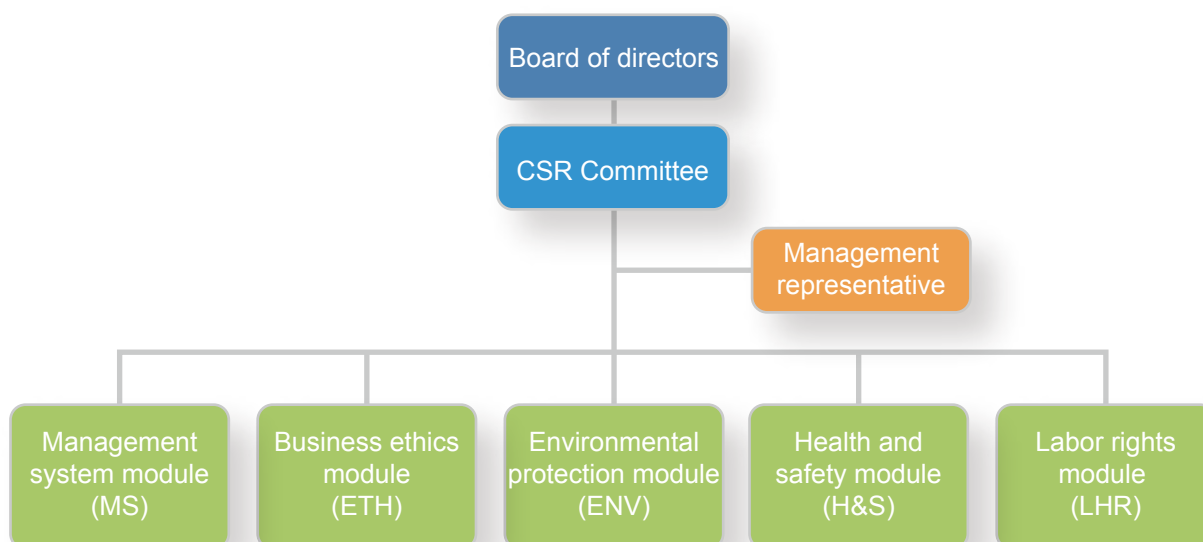 Board of directors
CSR Committee
Management
representative
Management
system module
(MS)
Business ethics
module
(ETH)
Environmental
protection module
(ENV)
Health and
safety module
(H&S)
Labor rights
module
(LHR)